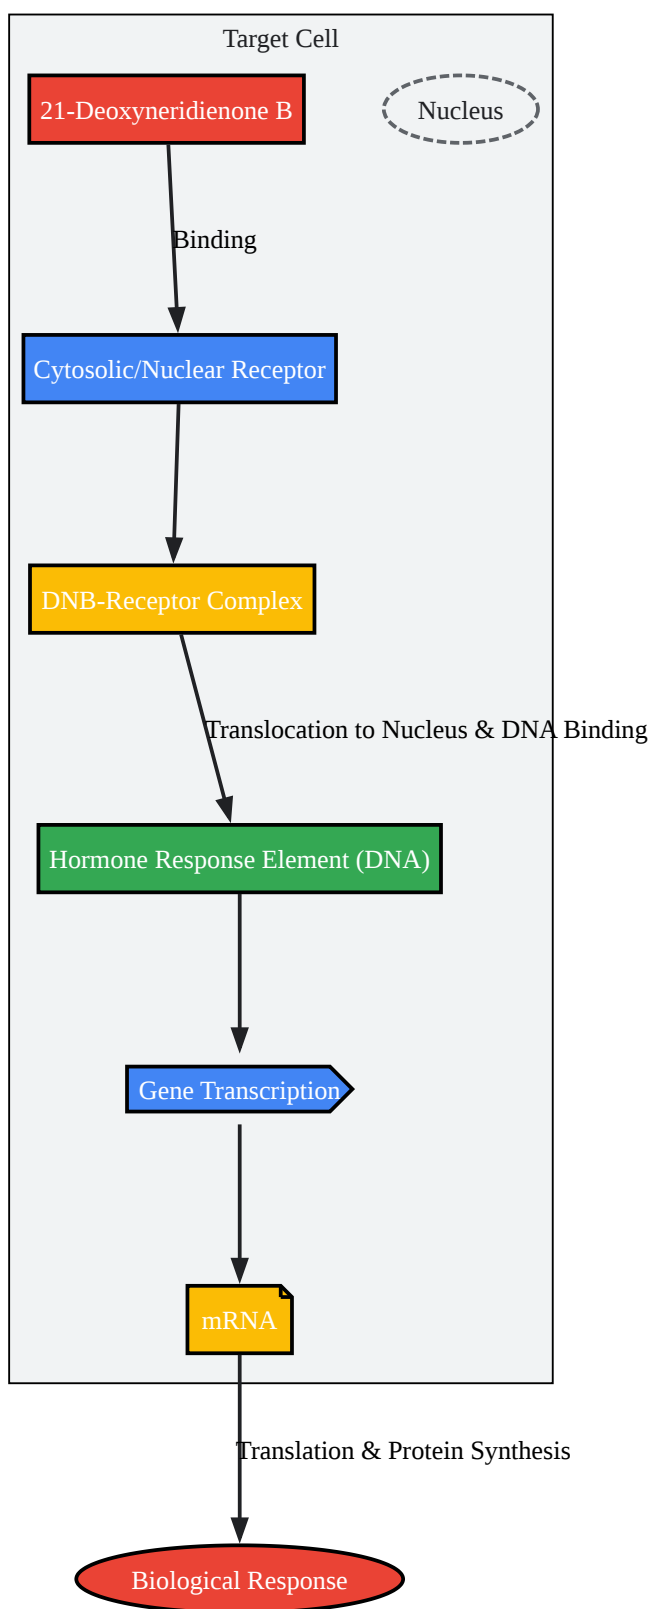 Target Cell
21-Deoxyneridienone B
Nucleus
Binding
Cytosolic/Nuclear Receptor
DNB-Receptor Complex
Translocation to Nucleus & DNA Binding
Hormone Response Element (DNA)
Gene Transcription
mRNA
Translation & Protein Synthesis
Biological Response